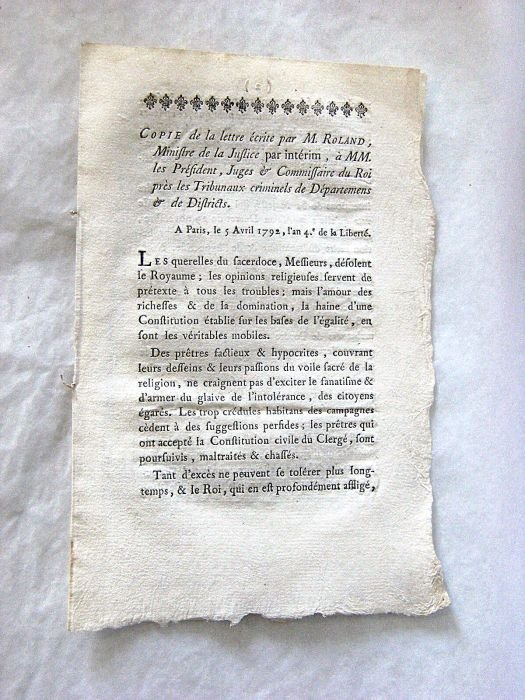 (2)
COPIE de la lettre écrite par M. ROLAND,
Ministre de la Justice par intérim, à MM.
les Président, Juges & Commissaire du Roi
près les Tribunaux criminels de Départemens
& de Districts.
A Paris, le 5 Avril 1792, l'an 4.e de la Liberté.
LES querelles du sacerdoce, Messieurs, désolent
le Royaume; les opinions religieuses servent de
prétexte à tous les troubles; mais l'amour des
richesses & de la domination, la haine d'une
Constitution établie sur les bases de l'égalité, en
sont les véritables mobiles.
Des prêtres factieux & hypocrites, couvrant
leurs desseins & leurs passions du voile sacré de la
religion, ne craignent pas d'exciter le fanatisme &
d'armer du glaive de l'intolérance, des citoyens
égarés. Les trop crédules habitans des campagnes
cèdent à des suggestions perfides; les prêtres qui
ont accepté la Constitution civile du Clergé, sont
poursuivis, maltraités & chassés.
Tant d'excès ne peuvent se tolérer plus long-
temps, & le Roi, qui en est profondément affligé,